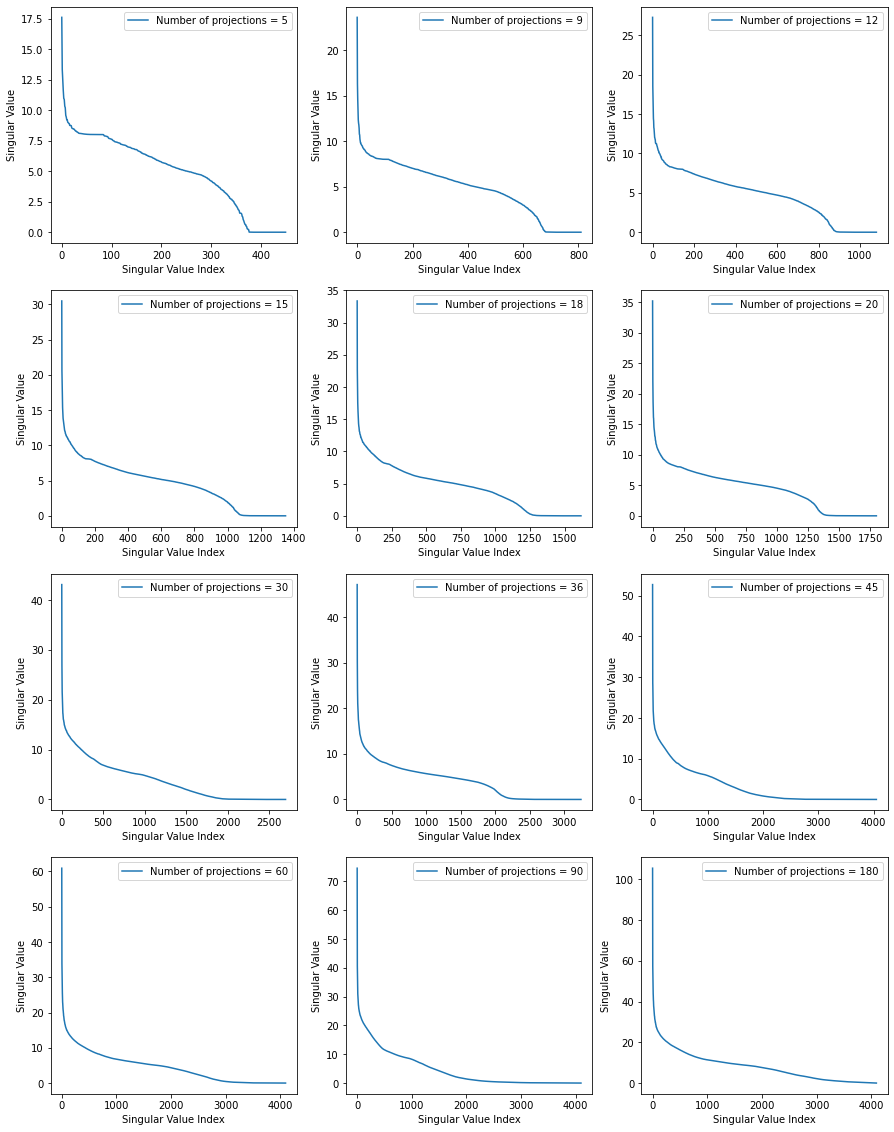 Number of projections = 5
17.5
15.0
12.5
10.0
7.5
5.0
2.5
0.0
Singular Value
0 100 200 300 400
Singular Value Index
Number of projections = 9
20
15
10
5
0
Singular Value
0 200 400 600 800
Singular Value Index
Number of projections = 12
25
20
15
10
5
0
Singular Value
0 200 400 600 800 1000
Singular Value Index
Number of projections = 15
30
25
20
15
10
5
0
Singular Value
0 200 400 600 800 1000 1200 1400
Singular Value Index
Number of projections = 18
35
30
25
20
15
10
5
0
Singular Value
0 250 500 750 1000 1250 1500
Singular Value Index
Number of projections = 20
35
30
25
20
15
10
5
0
Singular Value
0 250 500 750 1000 1250 1500 1750
Singular Value Index
Number of projections = 30
40
30
20
10
0
Singular Value
0 500 1000 1500 2000 2500
Singular Value Index
Number of projections = 36
40
30
20
10
0
Singular Value
0 500 1000 1500 2000 2500 3000
Singular Value Index
Number of projections = 45
50
40
30
20
10
0
Singular Value
0 1000 2000 3000 4000
Singular Value Index
Number of projections = 60
60
50
40
30
20
10
0
Singular Value
0 1000 2000 3000 4000
Singular Value Index
Number of projections = 90
70
60
50
40
30
20
10
0
Singular Value
0 1000 2000 3000 4000
Singular Value Index
Number of projections = 180
100
80
60
40
20
0
Singular Value
0 1000 2000 3000 4000
Singular Value Index